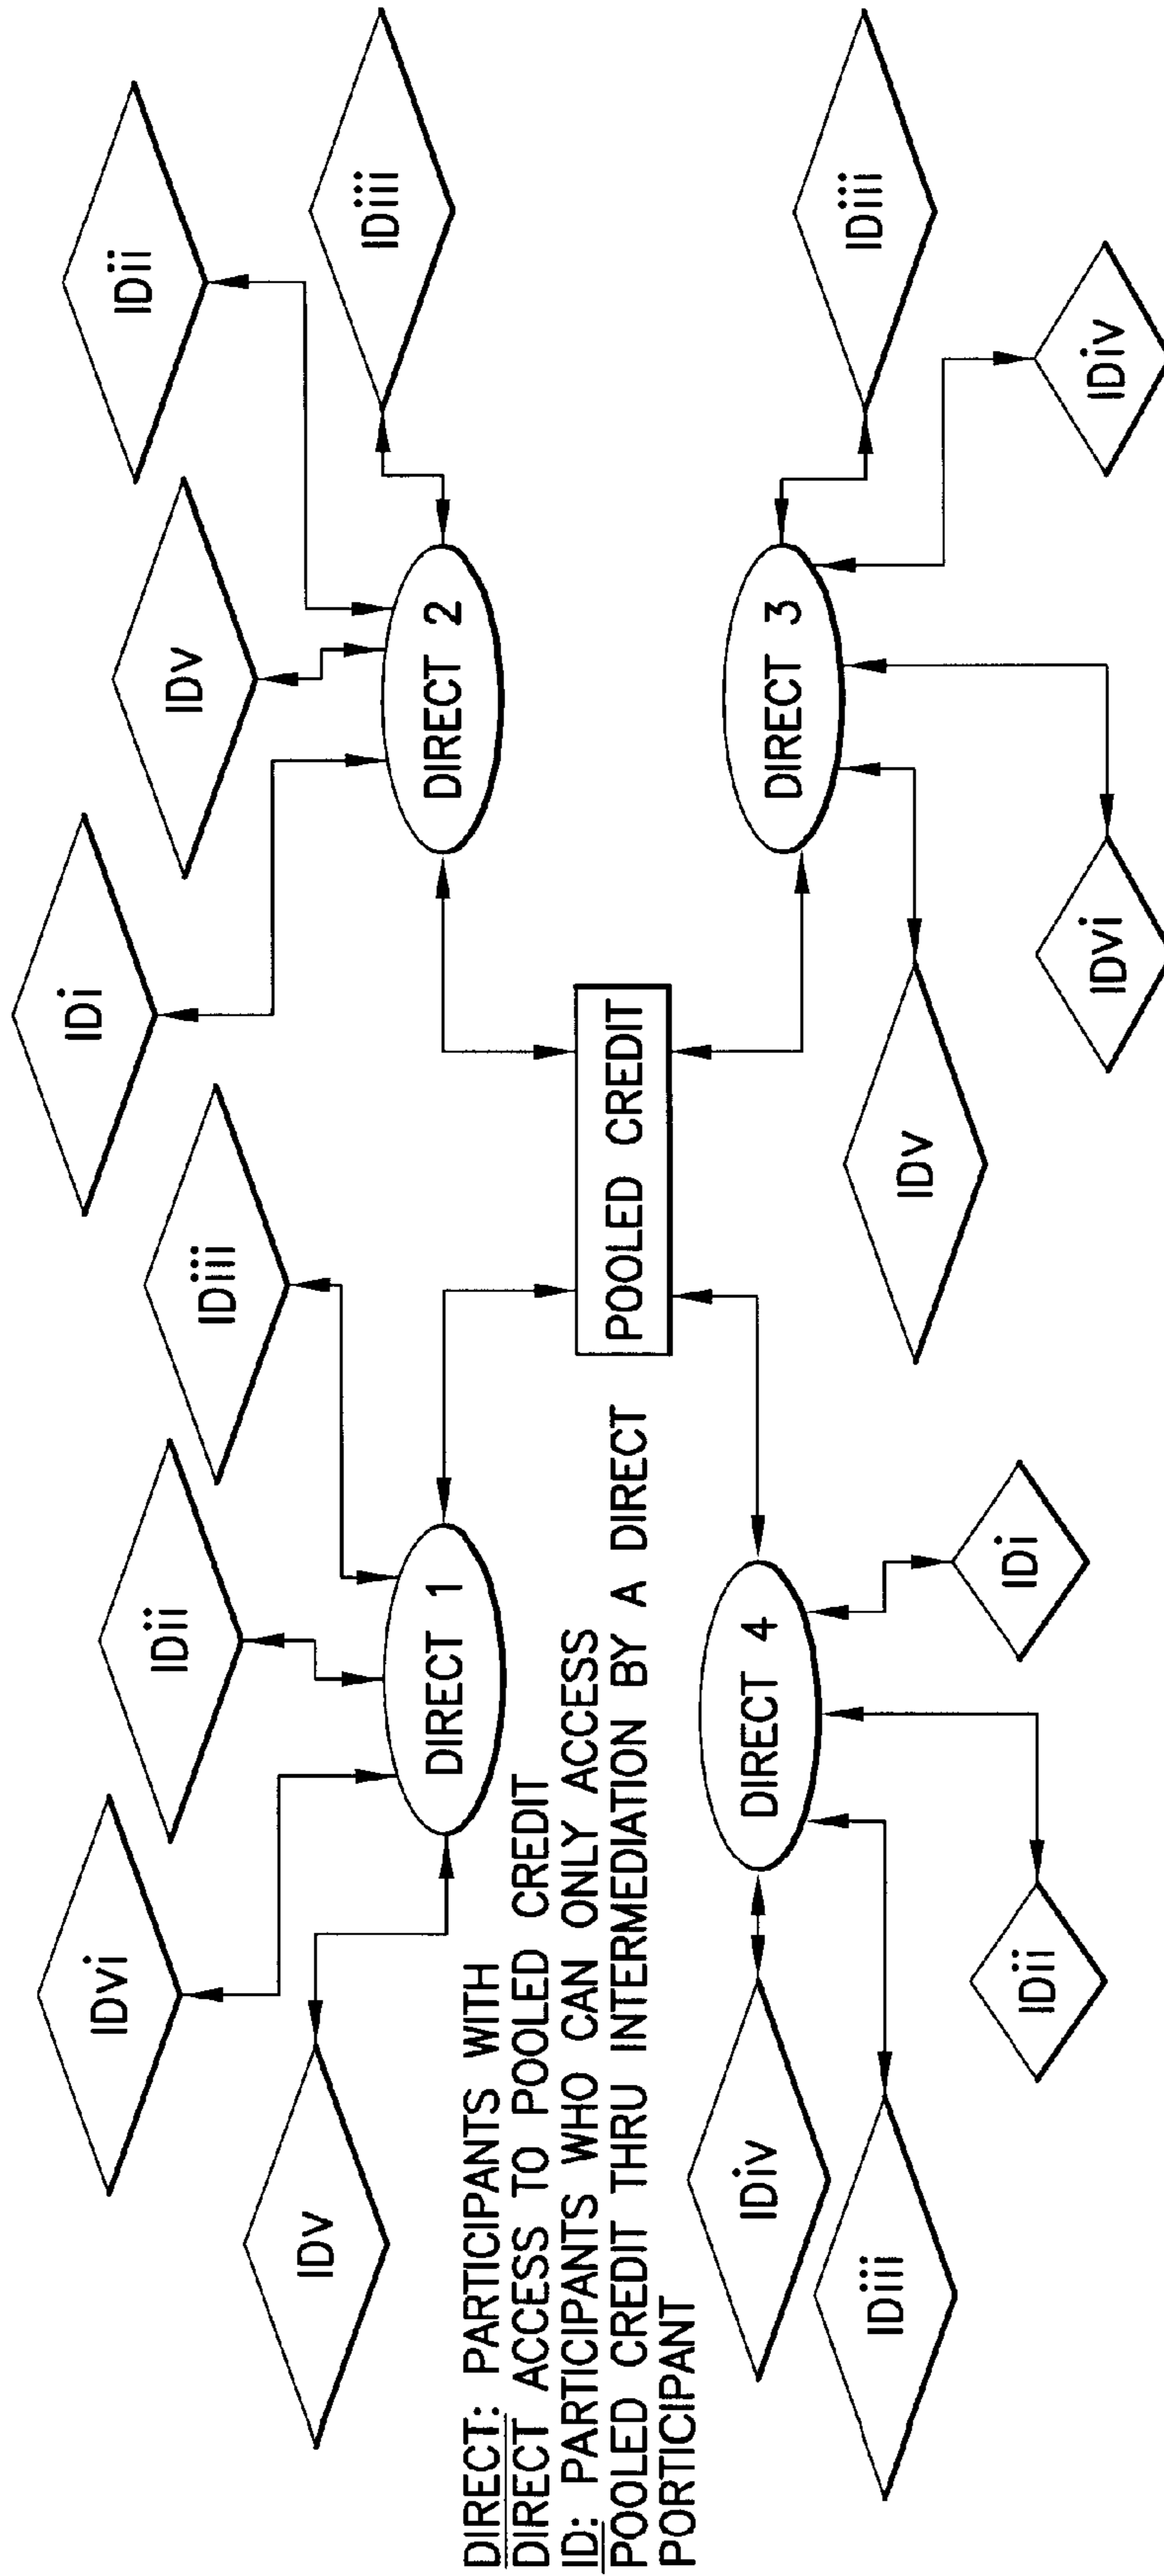 IDvi
IDii
IDiii
IDi
IDv
IDii
IDv
IDiii
DIRECT 1
DIRECT 2
DIRECT: PARTICIPANTS WITH
DIRECT ACCESS TO POOLED CREDIT
ID: PARTICIPANTS WHO CAN ONLY ACCESS
POOLED CREDIT THRU INTERMEDIATION BY A DIRECT
PORTICIPANT
POOLED CREDIT
DIRECT 4
DIRECT 3
IDiv
IDiii
IDiii
IDii
IDi
IDv
IDvi
IDiv